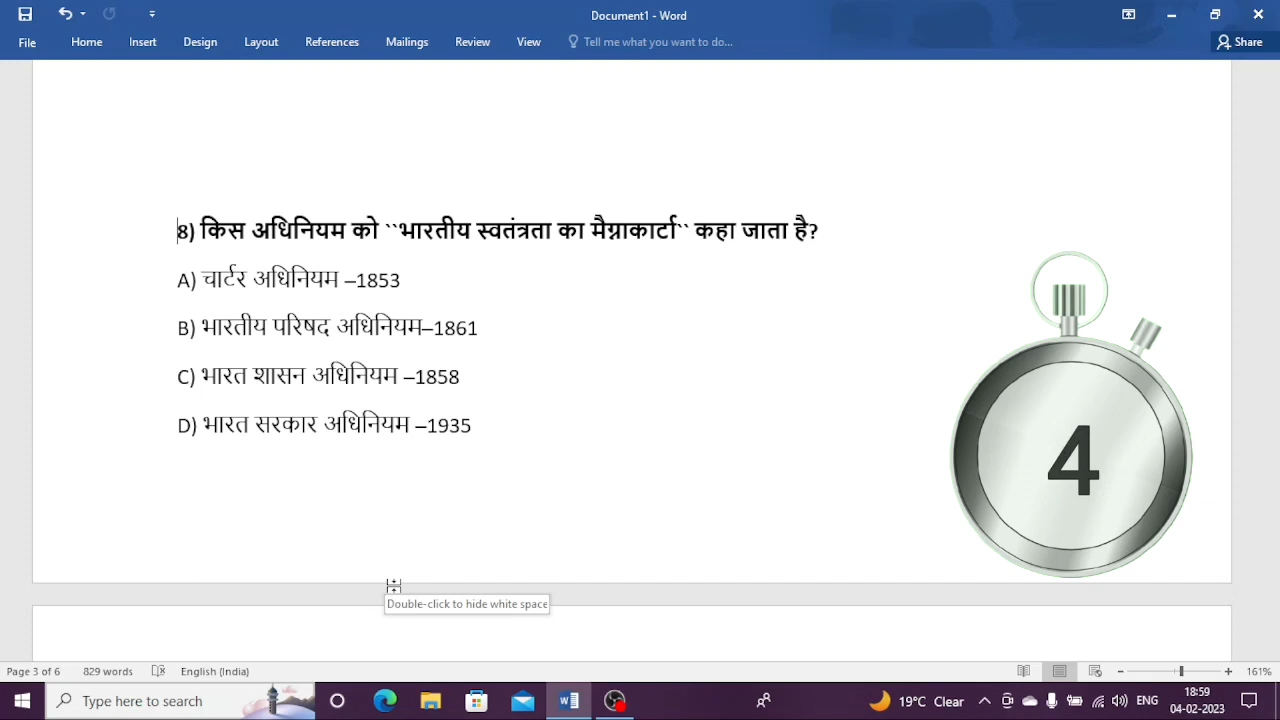 Document1 - Word
File Home Insert Design Layout References Mailings Review View Tell me what you want to do... Share
8) किस अधिनियम को ``भारतीय स्वतंत्रता का मैग्नाकार्टा`` कहा जाता है?
A) चार्टर अधिनियम –1853
B) भारतीय परिषद अधिनियम–1861
C) भारत शासन अधिनियम –1858
D) भारत सरकार अधिनियम –1935
4
Double-click to hide white space
Page 3 of 6 829 words English (India) 161%
Type here to search 19°C Clear ENG 18:59
04-02-2023